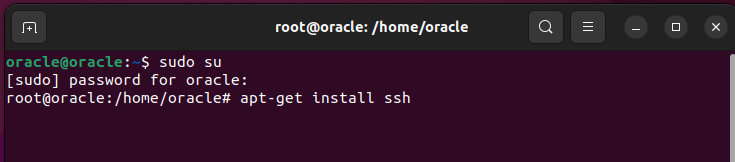 root@oracle: /home/oracle
oracle@oracle:~$ sudo su
[sudo] password for oracle:
root@oracle:/home/oracle# apt-get install ssh